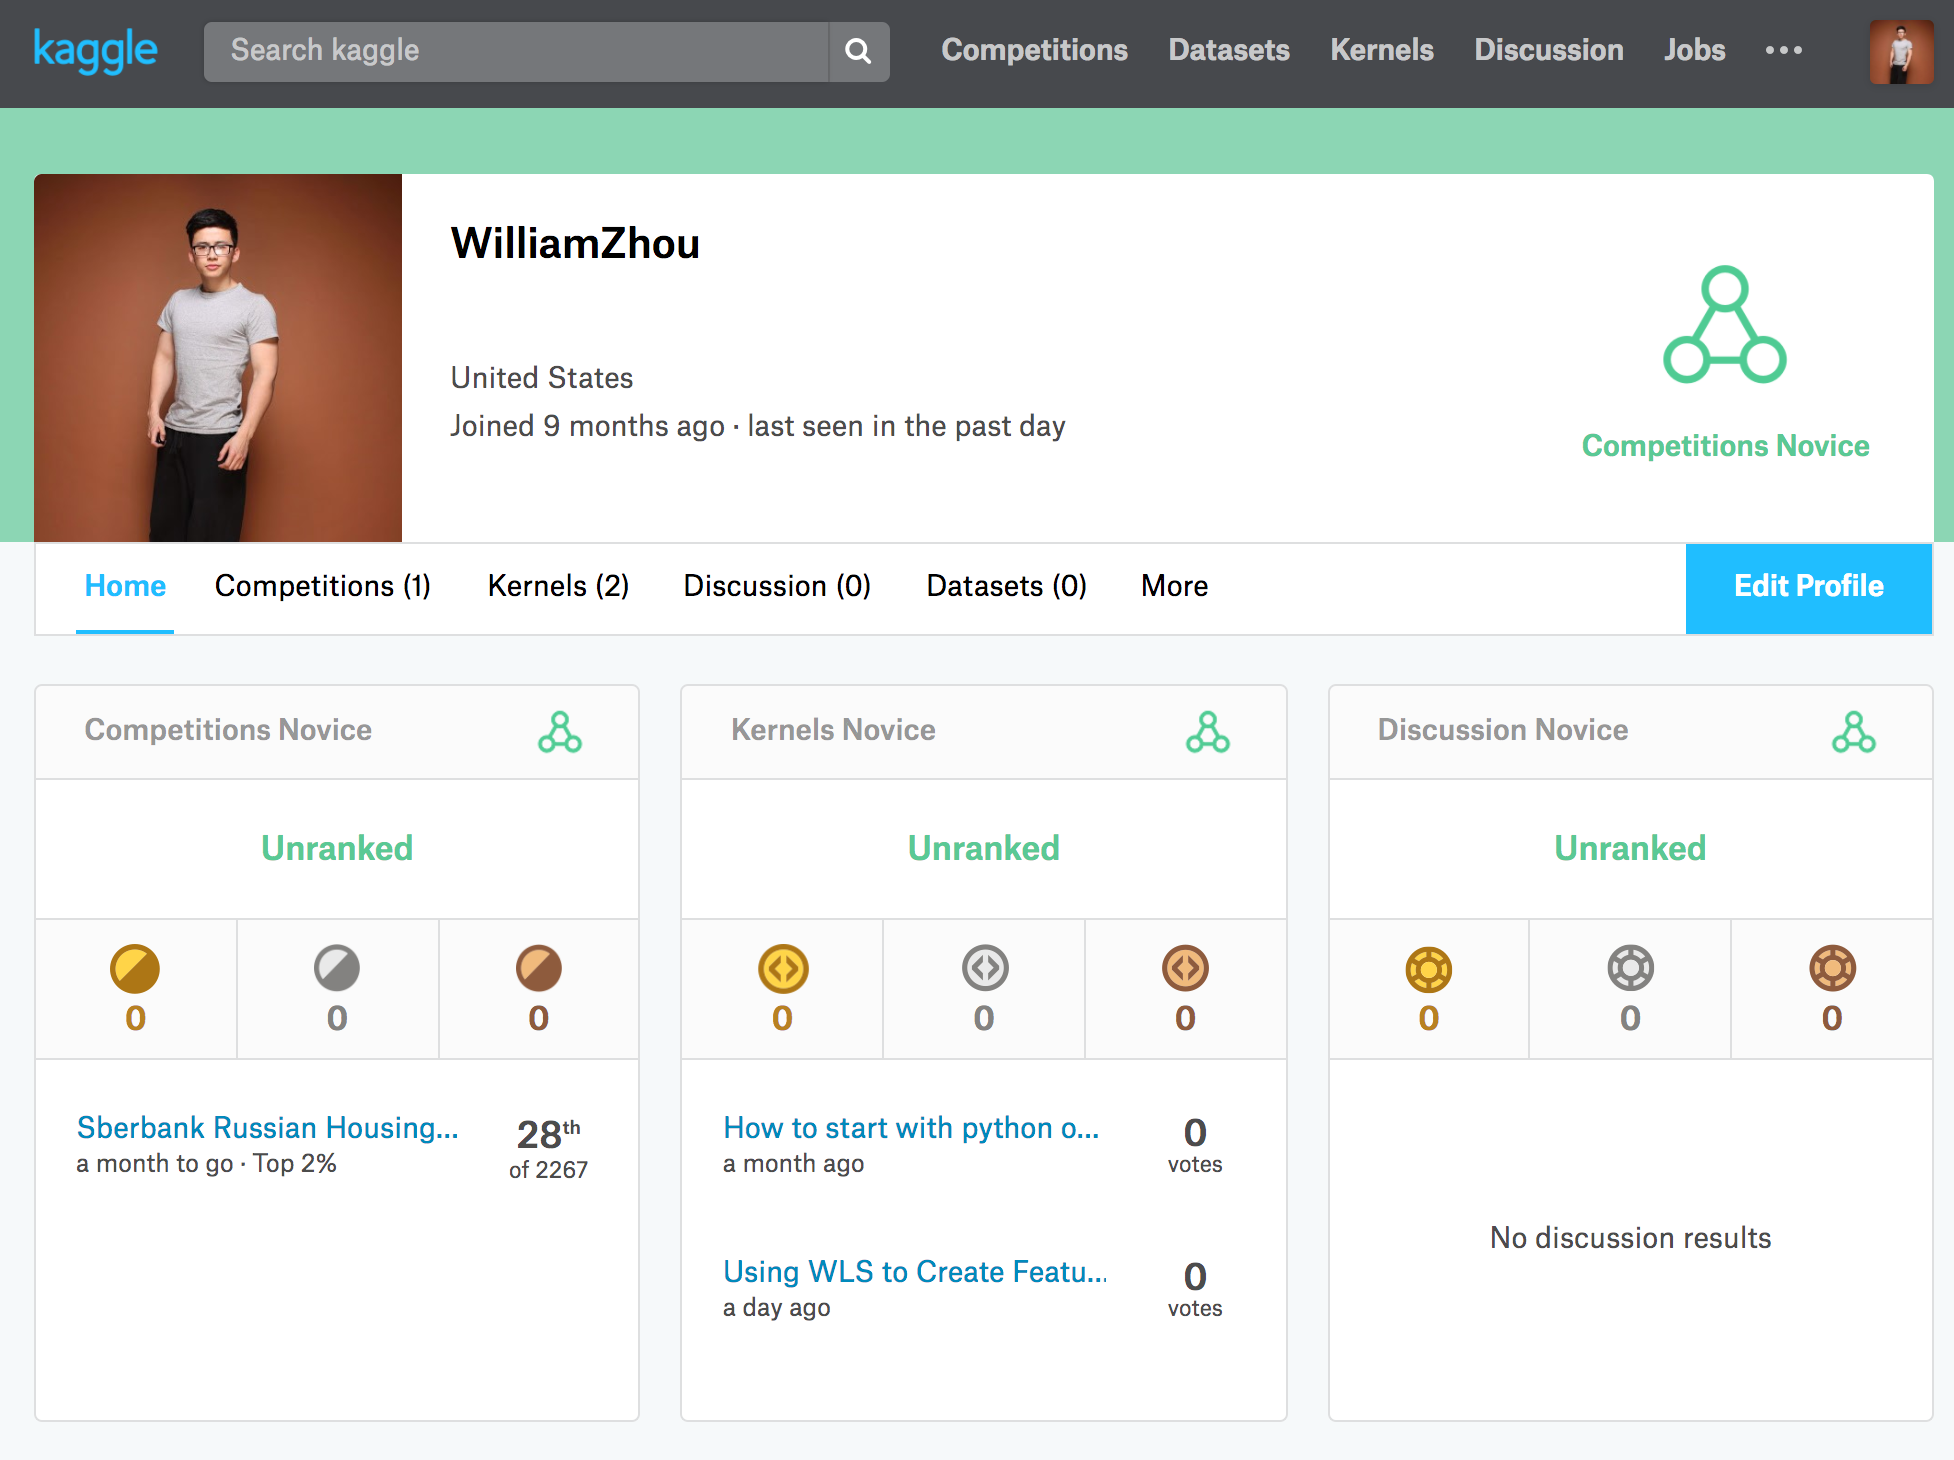 kaggle
Search kaggle
Competitions Datasets Kernels Discussion Jobs
WilliamZhou
United States
Joined 9 months ago · last seen in the past day
Competitions Novice
Home Competitions (1) Kernels (2) Discussion (0) Datasets (0) More
Edit Profile
Competitions Novice
Unranked
0 0 0
Sberbank Russian Housing... 28th
a month to go · Top 2% of 2267
Kernels Novice
Unranked
0 0 0
How to start with python o... 0
a month ago votes
Using WLS to Create Featu... 0
a day ago votes
Discussion Novice
Unranked
0 0 0
No discussion results